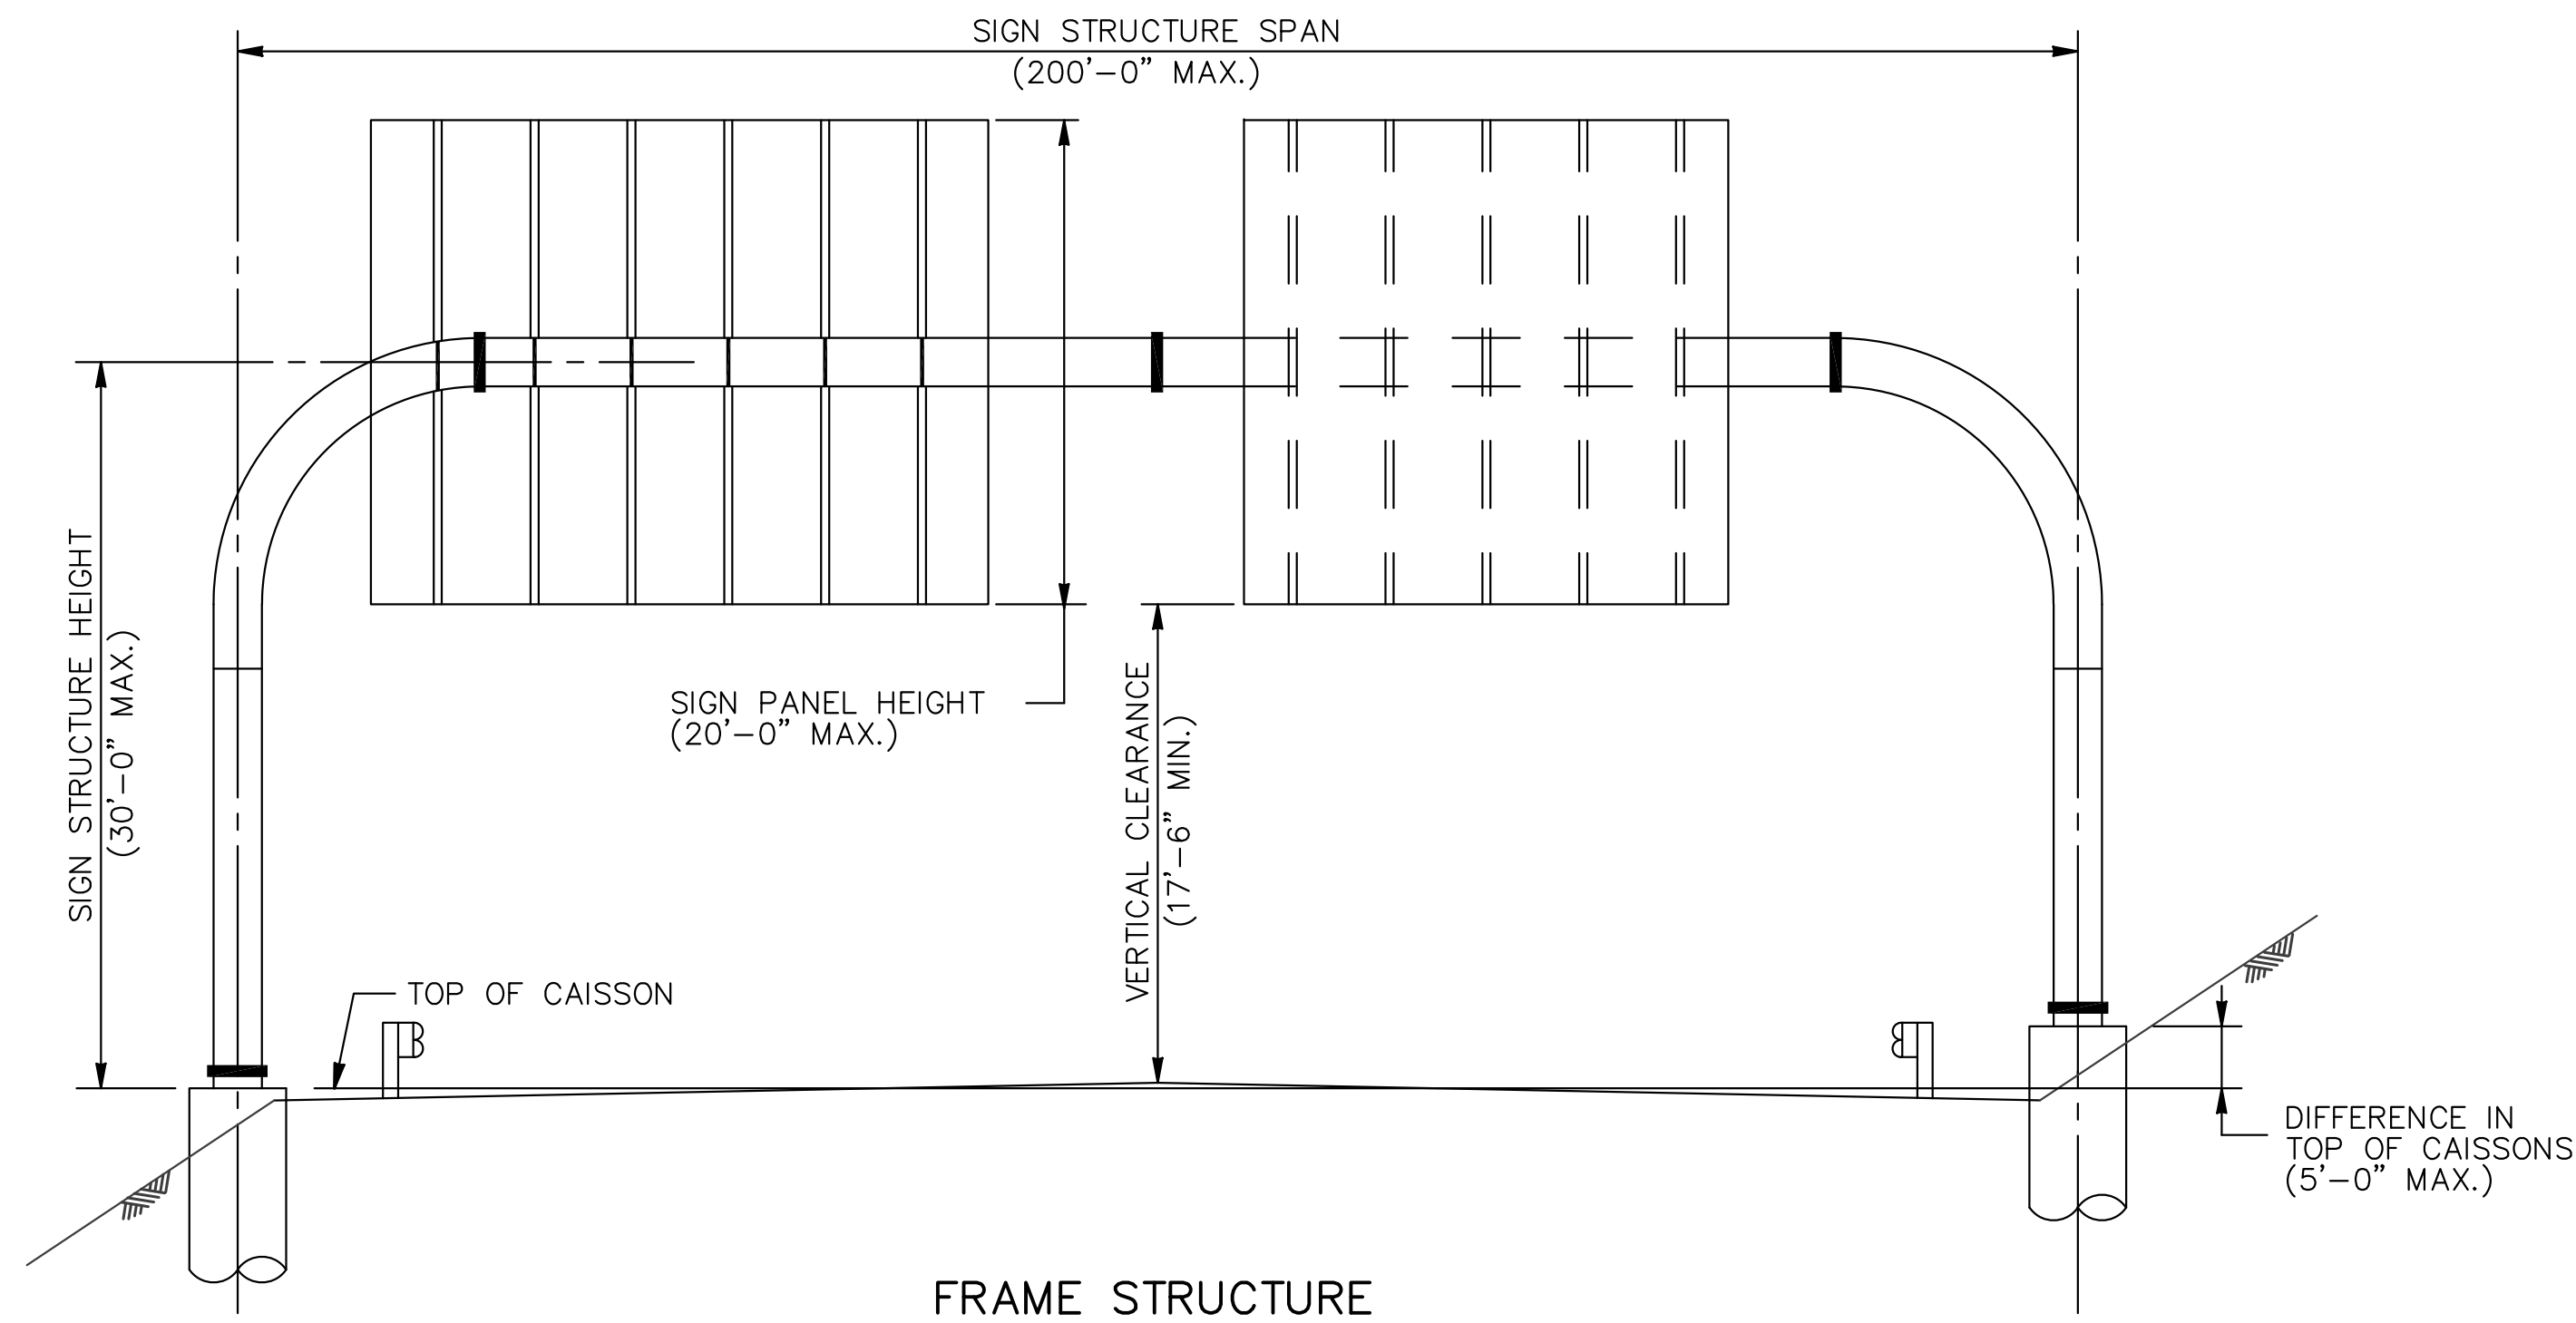 SIGN STRUCTURE SPAN
(200'-0" MAX.)
SIGN STRUCTURE HEIGHT
(30'-0" MAX.)
SIGN PANEL HEIGHT
(20'-0" MAX.)
VERTICAL CLEARANCE
(17'-6" MIN.)
TOP OF CAISSON
DIFFERENCE IN
TOP OF CAISSONS
(5'-0" MAX.)
FRAME STRUCTURE